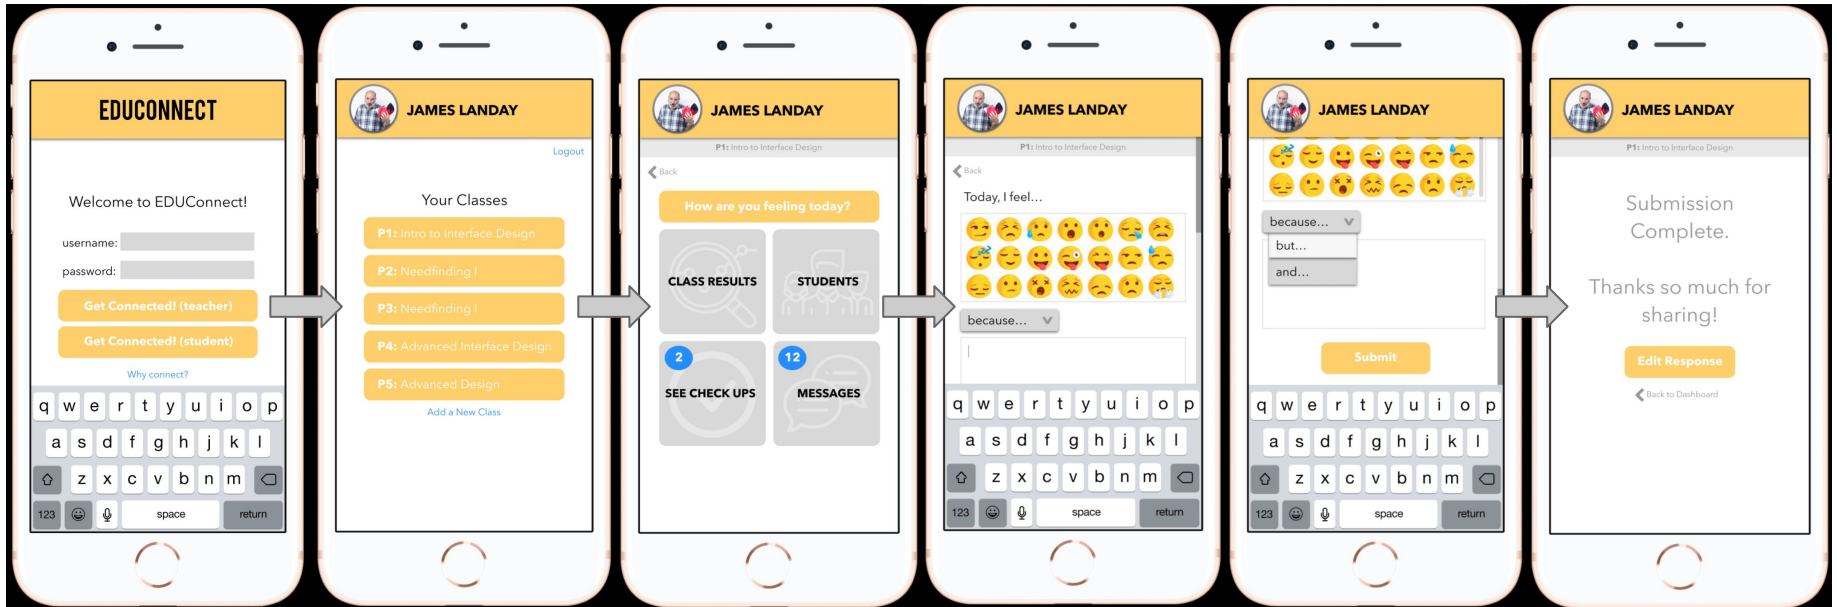 EDUCONNECT
Welcome to EDUConnect!
username:
password:
Get Connected! (teacher)
Get Connected! (student)
Why connect?
q w e r t y u i o p
a s d f g h j k l
z x c v b n m
123 space return
JAMES LANDAY
Logout
Your Classes
P1: Intro to Interface Design
P2: Needfinding I
P3: Needfinding I
P4: Advanced Interface Design
P5: Advanced Design
Add a New Class
JAMES LANDAY
P1: Intro to Interface Design
Back
How are you feeling today?
CLASS RESULTS
STUDENTS
2
SEE CHECK UPS
12
MESSAGES
JAMES LANDAY
P1: Intro to Interface Design
Back
Today, I feel...
because...
q w e r t y u i o p
a s d f g h j k l
z x c v b n m
123 space return
JAMES LANDAY
because...
but...
and...
Submit
q w e r t y u i o p
a s d f g h j k l
z x c v b n m
123 space return
JAMES LANDAY
P1: Intro to Interface Design
Submission
Complete.
Thanks so much for
sharing!
Edit Response
Back to Dashboard